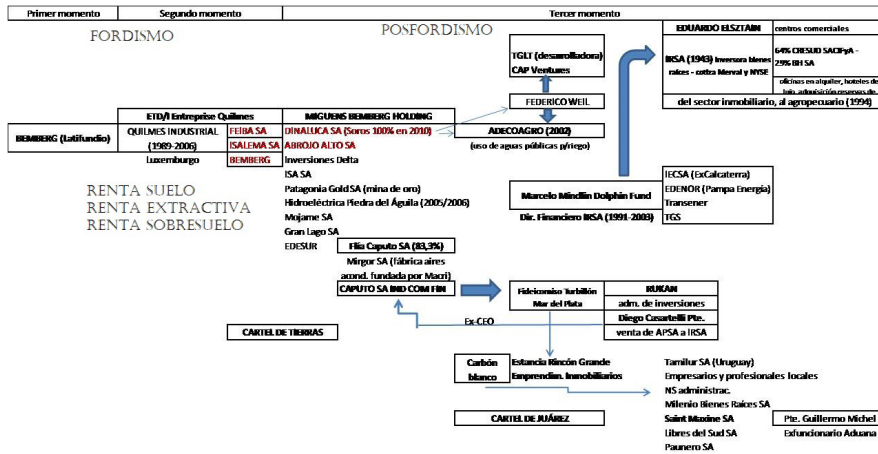 Primer momento
Segundo momento
Tercer momento
FORDISMO
POSFORDISMO
TGLT (desarrolladora)
CAP Ventures
EDUARDO ELSZTAIN
centros comerciales
IRSA (1943) Inversora bienes
raíces - cotiza Merval y NYSE
64% CRESUD SACIFyA -
29% BH SA
oficinas en alquiler, hoteles de
lujo, adquisición reservas de
del sector inmobiliario, al agropecuario (1994)
FEDERICO WEIL
ETD/I Entreprise Quilmes
MIGUENS BEMBERG HOLDING
BEMBERG (Latifundio)
QUILMES INDUSTRIAL
(1989-2006)
Luxemburgo
FEIBA SA
ISALEMA SA
BEMBERG
DINALUCA SA (Soros 100% en 2010)
ABROJO ALTO SA
Inversiones Delta
ISA SA
Patagonia Gold SA (mina de oro)
Hidroeléctrica Piedra del Águila (2005/2006)
Mojame SA
Gran Lago SA
EDESUR
ADECOAGRO (2002)
(uso de aguas públicas p/riego)
RENTA SUELO
RENTA EXTRACTIVA
RENTA SOBRESUELO
Marcelo Mindlin Dolphin Fund
Dir. Financiero IRSA (1991-2003)
IECSA (ExCalcaterra)
EDENOR (Pampa Energía)
Transener
TGS
Flia Caputo SA (83,3%)
Mirgor SA (fábrica aires
acond. fundada por Macri)
CAPUTO SA IND COM FIN
Fideicomiso Turbillón
Mar del Plata
RUKAN
adm. de inversiones
Diego Casartelli Pte.
venta de APSA a IRSA
Ex-CEO
CARTEL DE TIERRAS
Carbón
blanco
Estancia Rincón Grande
Emprendim. Inmobiliarios
Tamilur SA (Uruguay)
Empresarios y profesionales locales
NS administrac.
Milenio Bienes Raíces SA
Saint Maxine SA
Libres del Sud SA
Paunero SA
CARTEL DE JUÁREZ
Pte. Guillermo Michel
Exfuncionario Aduana